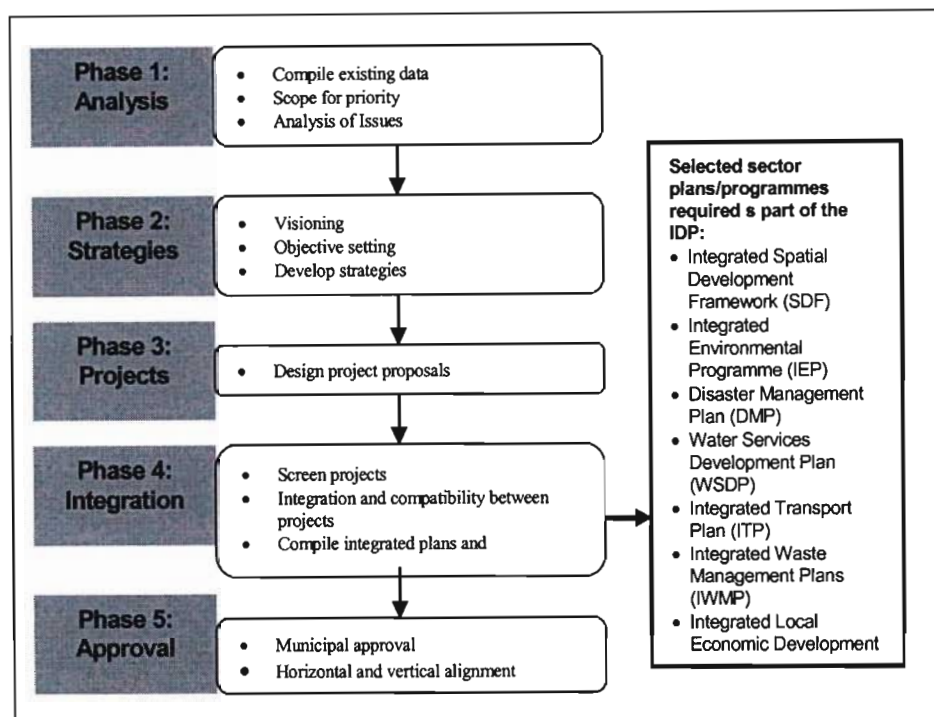 Phase 1:
Analysis
• Compile existing data
• Scope for priority
• Analysis of Issues
Phase 2:
Strategies
• Visioning
• Objective setting
• Develop strategies
Phase 3:
Projects
• Design project proposals
Phase 4:
Integration
• Screen projects
• Integration and compatibility between
projects
• Compile integrated plans and
Phase 5:
Approval
• Municipal approval
• Horizontal and vertical alignment
Selected sector
plans/programmes
required s part of the
IDP:
• Integrated Spatial
Development
Framework (SDF)
• Integrated
Environmental
Programme (IEP)
• Disaster Management
Plan (DMP)
• Water Services
Development Plan
(WSDP)
• Integrated Transport
Plan (ITP)
• Integrated Waste
Management Plans
(IWMP)
• Integrated Local
Economic Development